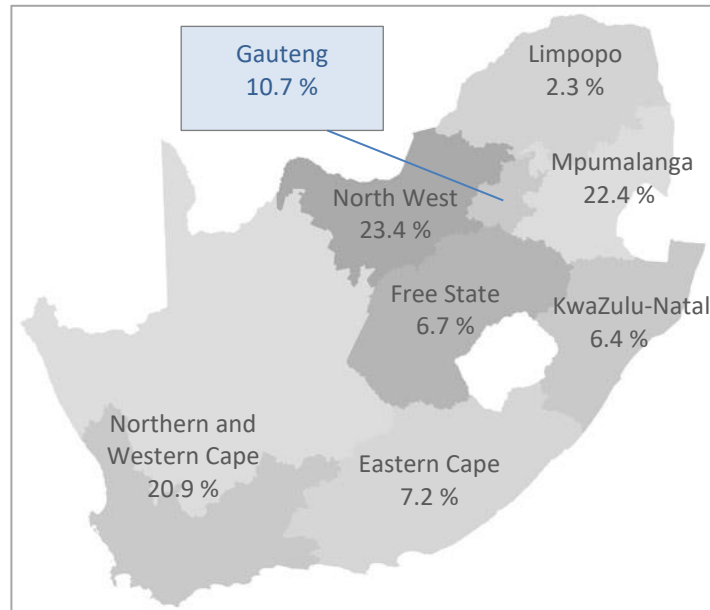 Gauteng
10.7 %
Limpopo
2.3 %
Mpumalanga
22.4 %
North West
23.4 %
Free State
6.7 %
KwaZulu-Natal
6.4 %
Northern and
Western Cape
20.9 %
Eastern Cape
7.2 %